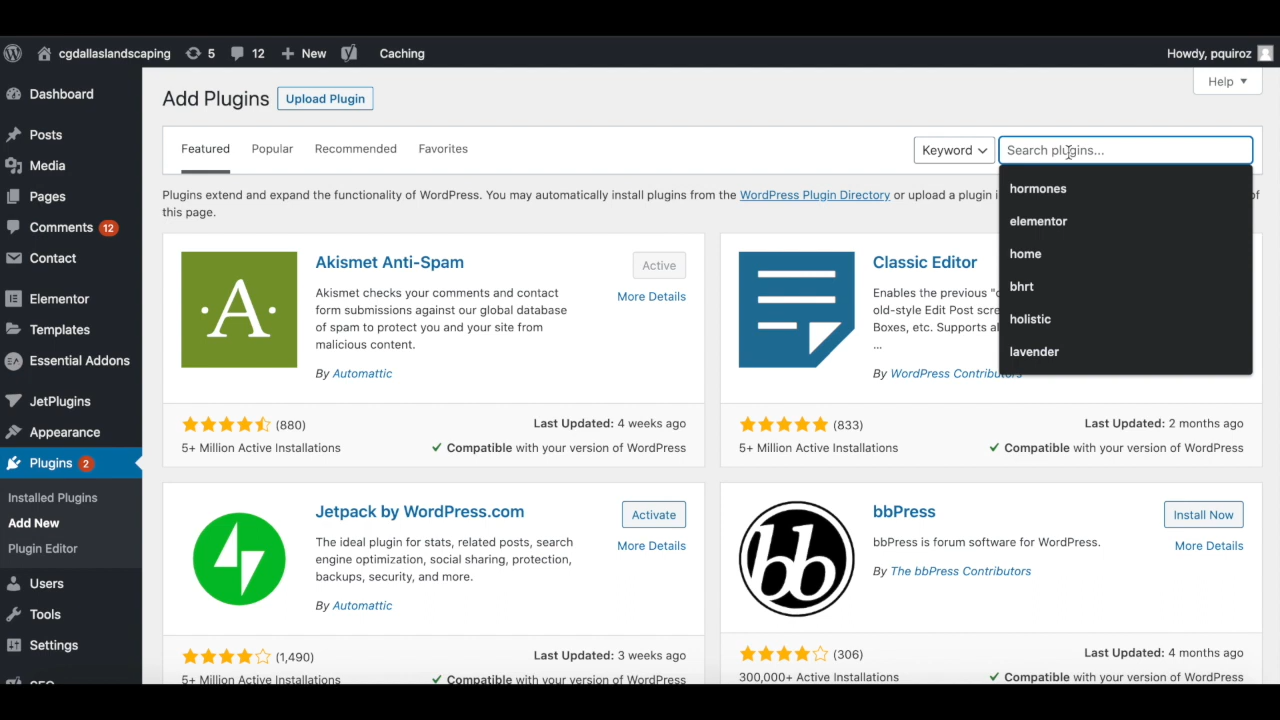 cgdallaslandscaping 5 12 New Caching Howdy, pquiroz
Help
Dashboard
Posts
Media
Pages
Comments 12
Contact
Elementor
Templates
Essential Addons
JetPlugins
Appearance
Plugins 2
Installed Plugins
Add New
Plugin Editor
Users
Tools
Settings
Add Plugins Upload Plugin
Featured Popular Recommended Favorites Keyword Search plugins...
hormones
elementor
home
bhrt
holistic
lavender
Plugins extend and expand the functionality of WordPress. You may automatically install plugins from the WordPress Plugin Directory or upload a plugin of
this page.
A
Akismet Anti-Spam Active
More Details
Akismet checks your comments and contact
form submissions against our global database
of spam to protect you and your site from
malicious content.
By Automattic
(880) Last Updated: 4 weeks ago
5+ Million Active Installations Compatible with your version of WordPress
Classic Editor
Enables the previous
old-style Edit Post
Boxes, etc. Supports
...
By WordPress Contributors
(833) Last Updated: 2 months ago
5+ Million Active Installations Compatible with your version of WordPress
Jetpack by WordPress.com Activate
More Details
The ideal plugin for stats, related posts, search
engine optimization, social sharing, protection,
backups, security, and more.
By Automattic
(1,490) Last Updated: 3 weeks ago
5+ Million Active Installations Compatible with your version of WordPress
bb
bbPress Install Now
More Details
bbPress is forum software for WordPress.
By The bbPress Contributors
(306) Last Updated: 4 months ago
300,000+ Active Installations Compatible with your version of WordPress